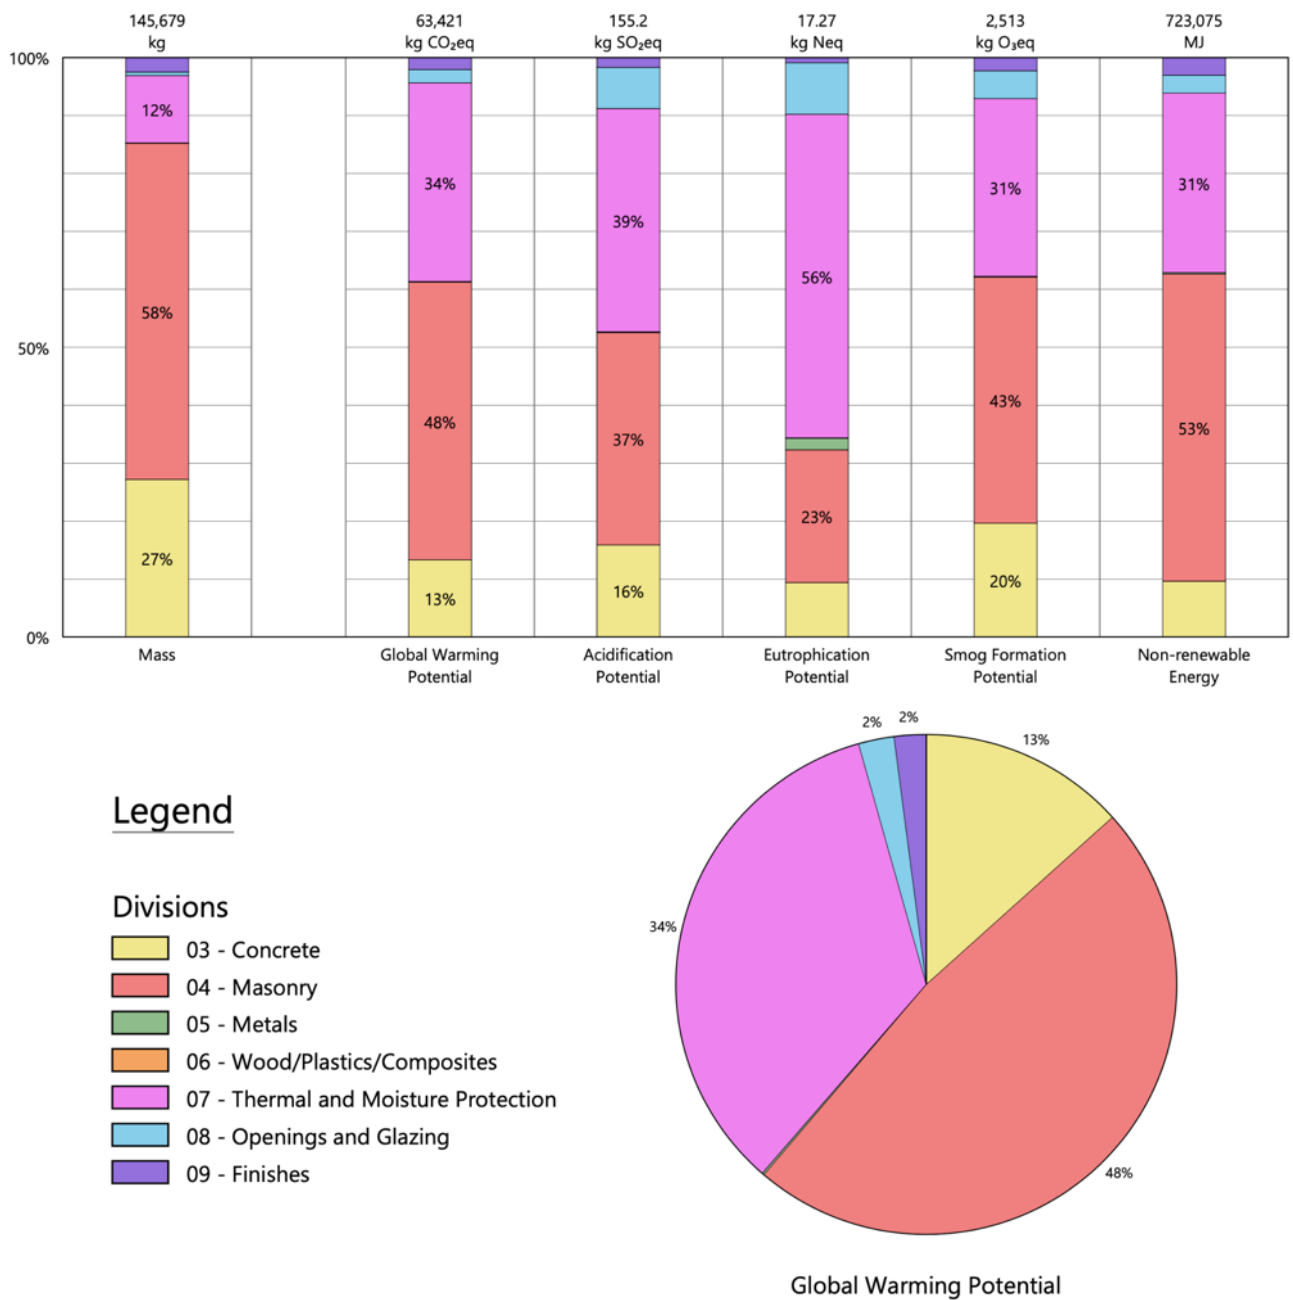 145,679
kg
63,421
kg CO₂eq
155.2
kg SO₂eq
17.27
kg Neq
2,513
kg O₃eq
723,075
MJ
100%
50%
0%
12%
58%
27%
34%
48%
13%
39%
37%
16%
56%
23%
31%
43%
20%
31%
53%
Mass
Global Warming
Potential
Acidification
Potential
Eutrophication
Potential
Smog Formation
Potential
Non-renewable
Energy
Legend
Divisions
03 - Concrete
04 - Masonry
05 - Metals
06 - Wood/Plastics/Composites
07 - Thermal and Moisture Protection
08 - Openings and Glazing
09 - Finishes
2%
2%
13%
34%
48%
Global Warming Potential